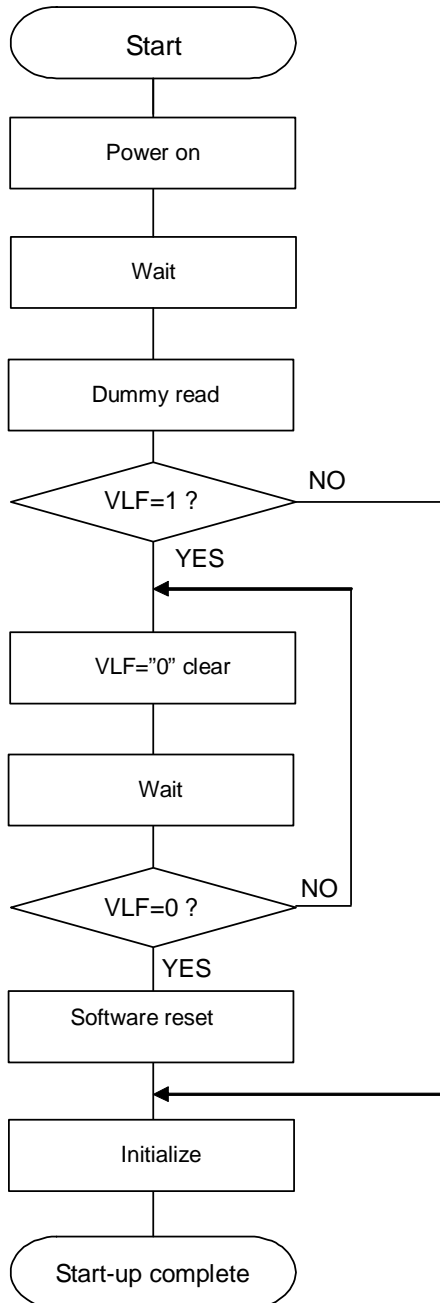 Start
Power on
Wait
Dummy read
VLF=1 ?
NO
YES
VLF=”0” clear
Wait
VLF=0 ?
NO
YES
Software reset
Initialize
Start-up complete